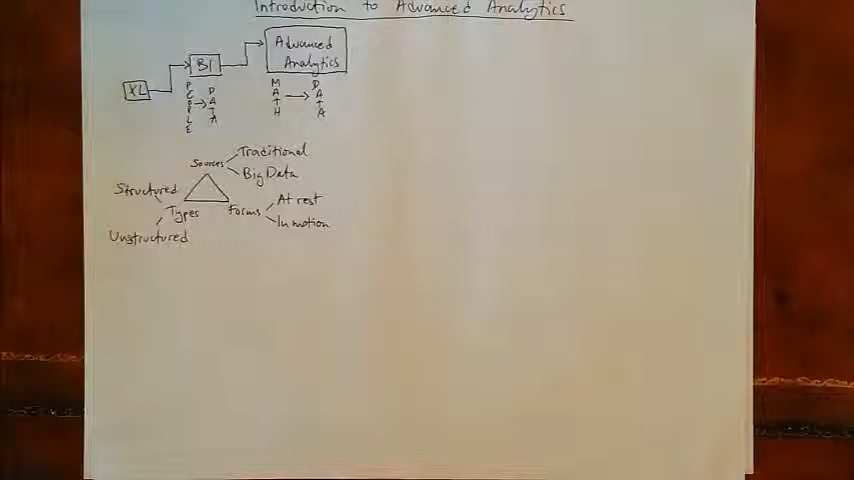 Introduction to Advanced Analytics
XL
BI
Advanced
Analytics
PEOPLE
DATA
MATH
DATA
Sources
Traditional
Big Data
Structured
Types
Unstructured
Forms
At rest
In motion